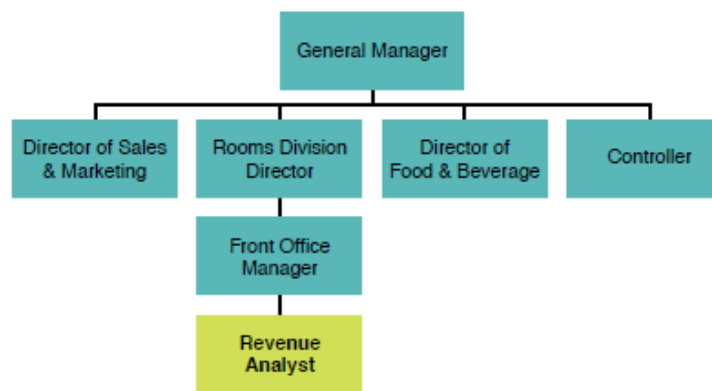 General Manager
Director of Sales
& Marketing
Rooms Division
Director
Director of
Food & Beverage
Controller
Front Office
Manager
Revenue
Analyst